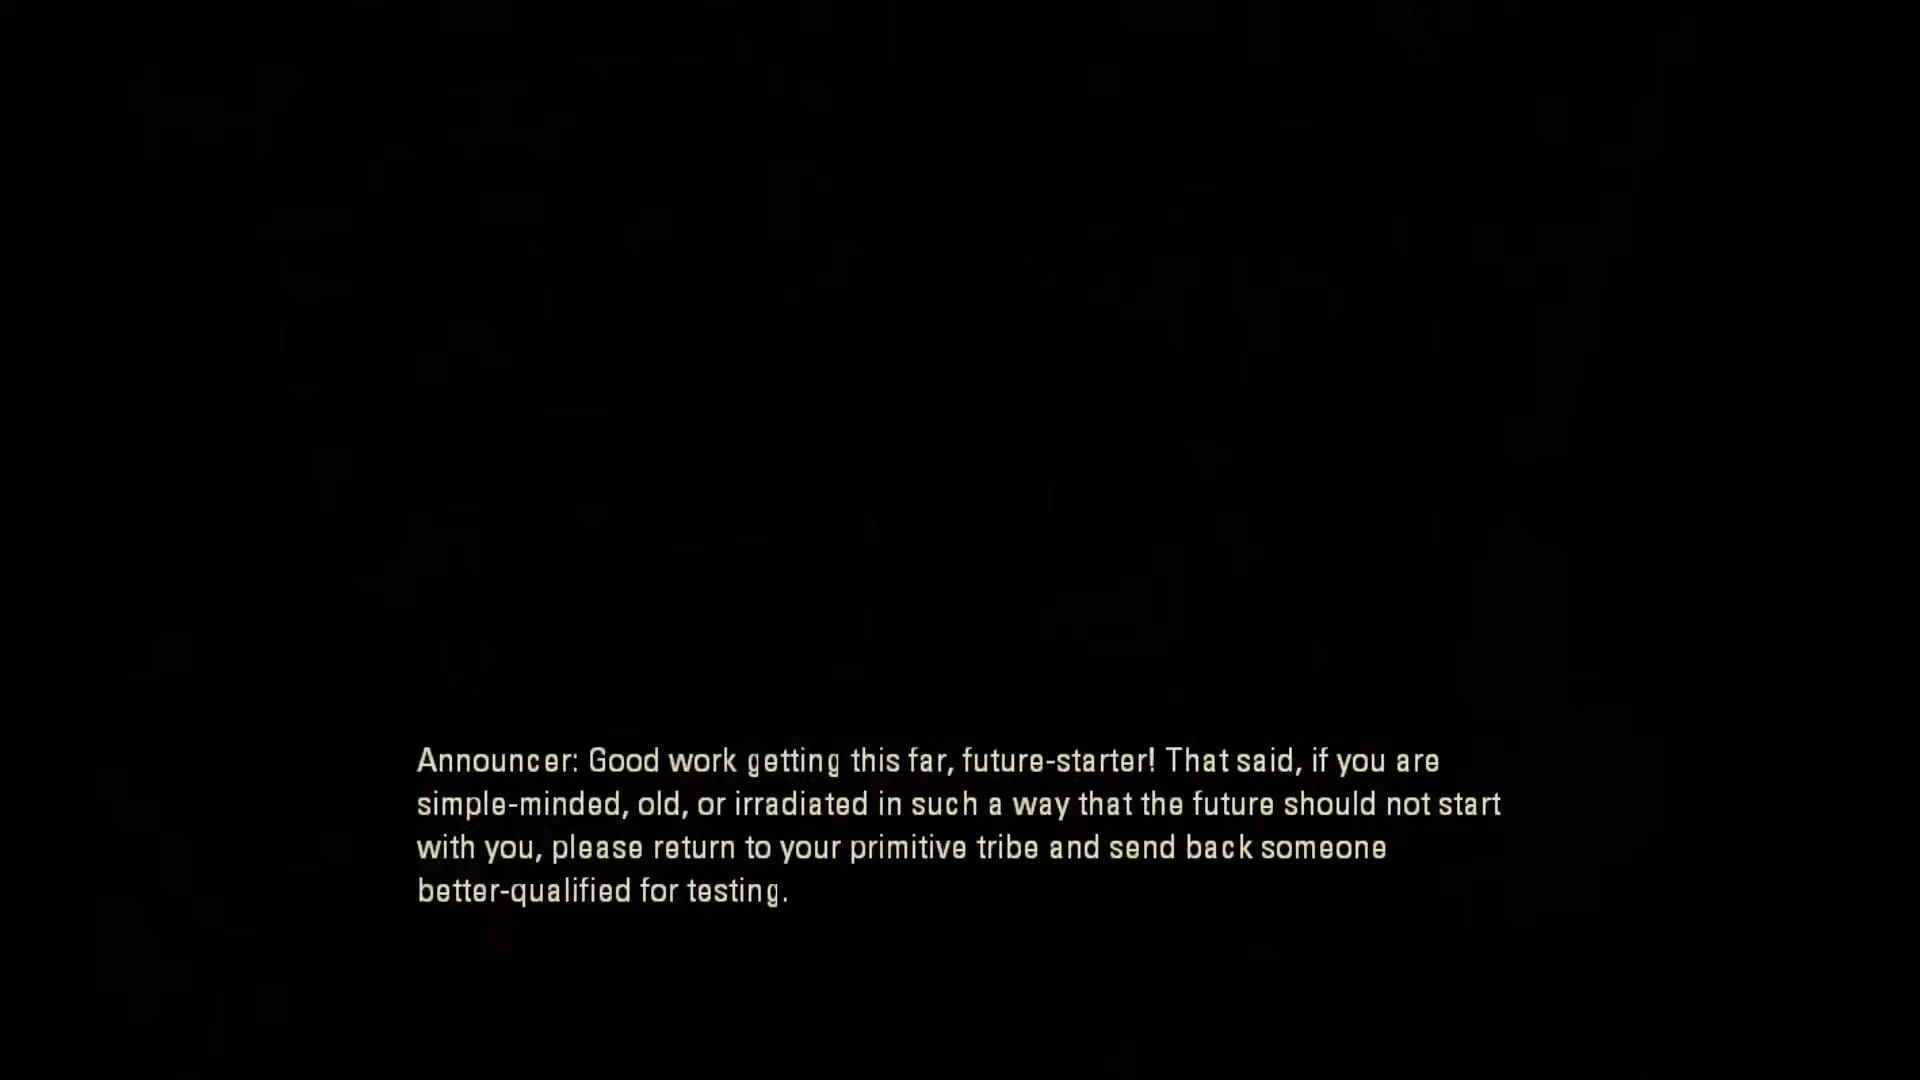 Announcer: Good work getting this far, future-starter! That said, if you are
simple-minded, old, or irradiated in such a way that the future should not start
with you, please return to your primitive tribe and send back someone
better-qualified for testing.